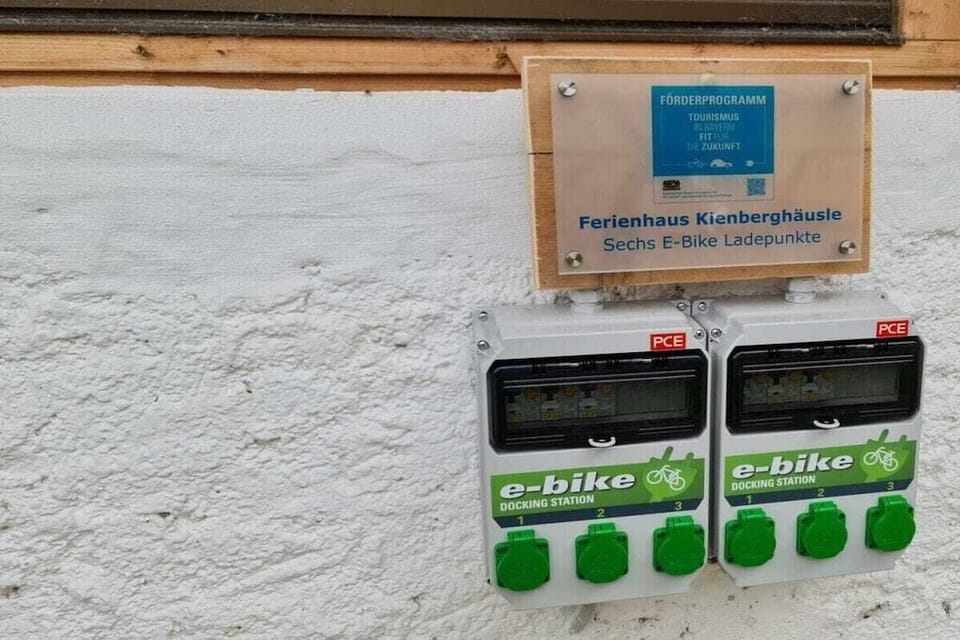 FÖRDERPROGRAMM
TOURISMUS
IN BAYERN
FIT FÜR
DIE ZUKUNFT
Ferienhaus Kienberghäusle
Sechs E-Bike Ladepunkte
PCE
e-bike
DOCKING STATION
1 2 3
PCE
e-bike
DOCKING STATION
1 2 3